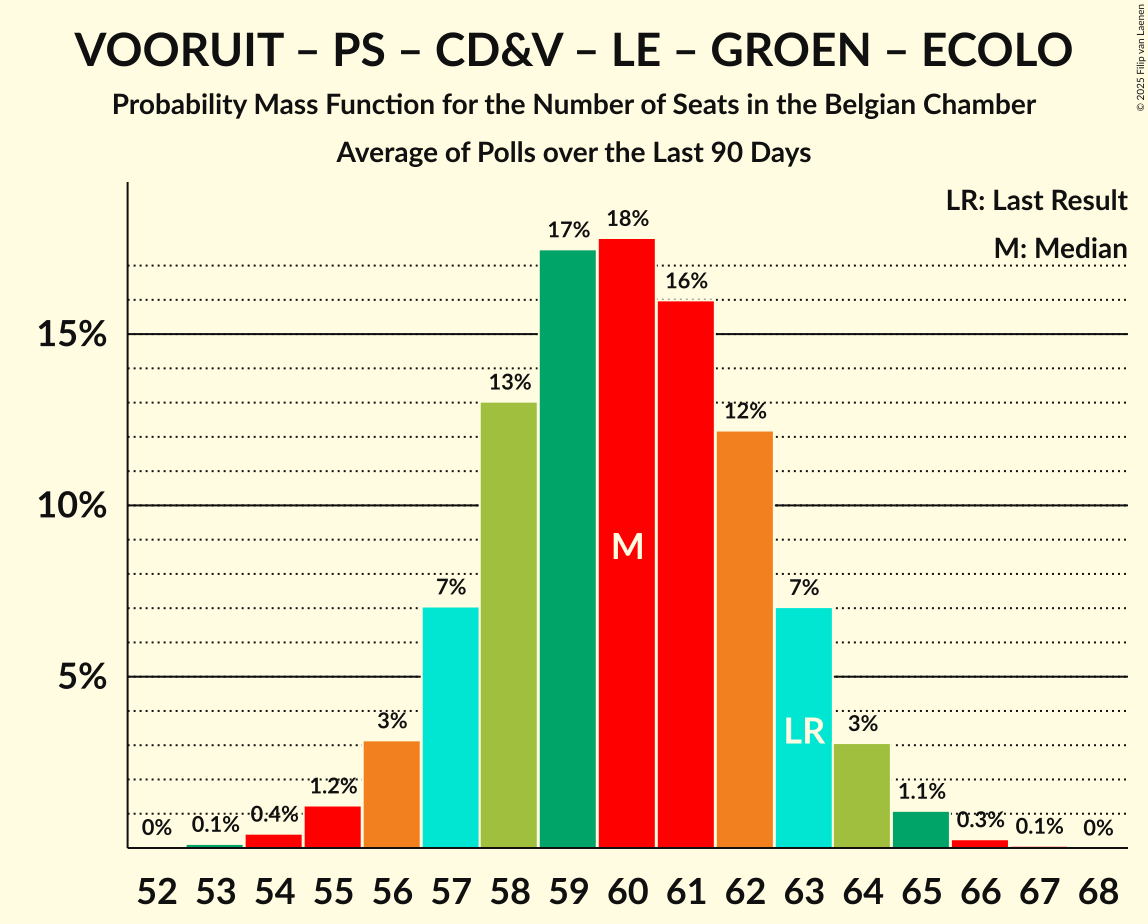 VOORUIT – PS – CD&V – LE – GROEN – ECOLO
Probability Mass Function for the Number of Seats in the Belgian Chamber
Average of Polls over the Last 90 Days
© 2025 Filip van Laenen
LR: Last Result
M: Median
15%
10%
5%
0%
0.1%
0.4%
1.2%
3%
7%
13%
17%
18%
16%
12%
7%
3%
1.1%
0.3%
0.1%
0%
M
LR
52 53 54 55 56 57 58 59 60 61 62 63 64 65 66 67 68